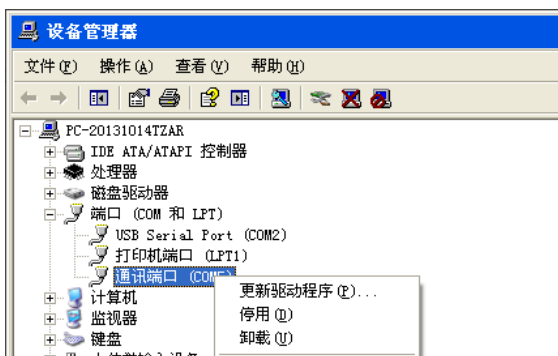 设备管理器
文件(F) 操作(A) 查看(V) 帮助(H)
PC-20131014TZAR
IDE ATA/ATAPI 控制器
处理器
磁盘驱动器
端口 (COM 和 LPT)
USB Serial Port (COM2)
打印机端口 (LPT1)
通讯端口
更新驱动程序(P)...
计算机
停用(D)
监视器
卸载(U)
键盘